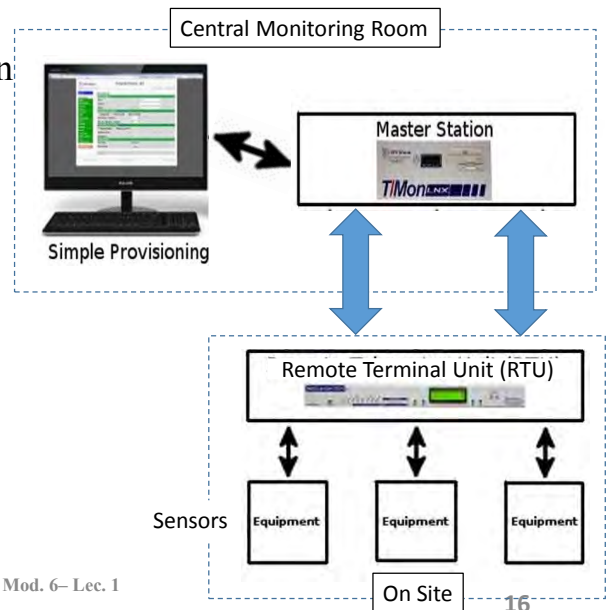 Central Monitoring Room
n
Master Station
TiMonLNX
Simple Provisioning
Remote Terminal Unit (RTU)
Equipment
Equipment
Equipment
Sensors
Mod. 6– Lec. 1
On Site
16